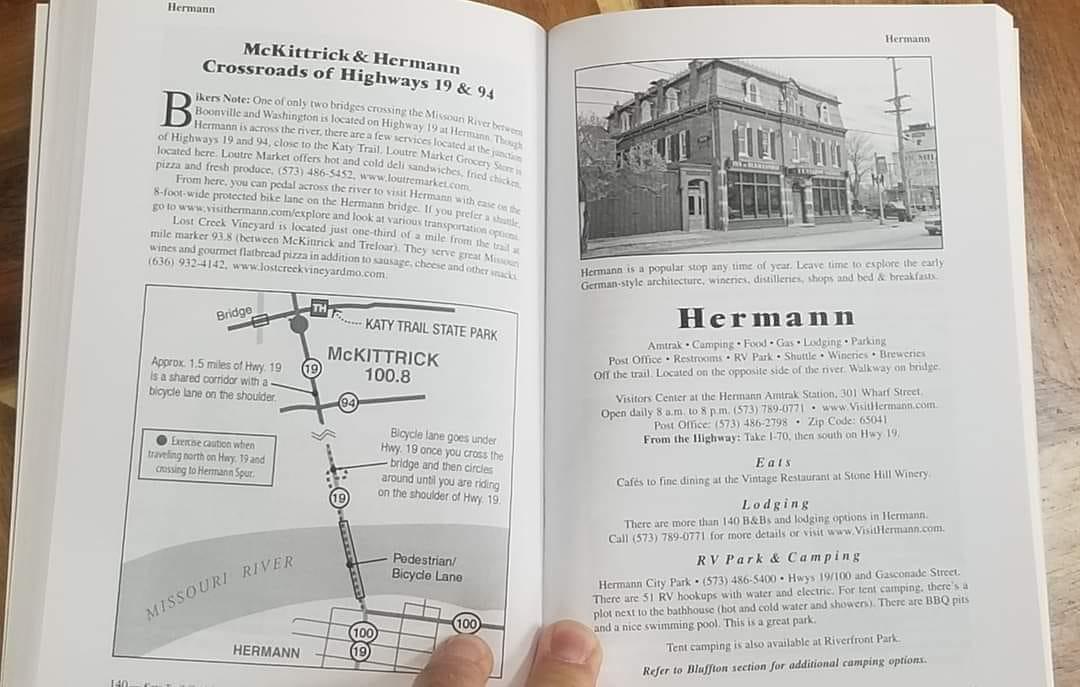 Hermann
McKittrick & Hermann
Crossroads of Highways 19 & 94
Bikers Note: One of only two bridges crossing the Missouri River between
Boonville and Washington is located on Highway 19 at Hermann. Though
Hermann is across the river, there are a few services located at the junction
of Highways 19 and 94, close to the Katy Trail. Loutre Market Grocery Store is
located here. Loutre Market offers hot and cold deli sandwiches, fried chicken,
pizza and fresh produce, (573) 486-5452, www.loutremarket.com.
From here, you can pedal across the river to visit Hermann with ease on the
8-foot-wide protected bike lane on the Hermann bridge. If you prefer a shuttle,
go to www.visithermann.com/explore and look at various transportation options.
Lost Creek Vineyard is located just one-third of a mile from the trail at
mile marker 93.8 (between McKittrick and Treloar). They serve great Missouri
wines and gourmet flatbread pizza in addition to sausage, cheese and other snacks.
(636) 932-4142, www.lostcreekvineyardmo.com.
Bridge
TH
KATY TRAIL STATE PARK
McKITTRICK
100.8
Approx. 1.5 miles of Hwy. 19
is a shared corridor with a
bicycle lane on the shoulder.
19
94
Exercise caution when
traveling north on Hwy. 19 and
crossing to Hermann Spur.
Bicycle lane goes under
Hwy. 19 once you cross the
bridge and then circles
around until you are riding
on the shoulder of Hwy. 19.
19
MISSOURI RIVER
Pedestrian/
Bicycle Lane
100
100
19
HERMANN
140
Hermann
Hermann is a popular stop any time of year. Leave time to explore the early
German-style architecture, wineries, distilleries, shops and bed & breakfasts.
Hermann
Amtrak • Camping • Food • Gas • Lodging • Parking
Post Office • Restrooms • RV Park • Shuttle • Wineries • Breweries
Off the trail. Located on the opposite side of the river. Walkway on bridge.
Visitors Center at the Hermann Amtrak Station, 301 Wharf Street.
Open daily 8 a.m. to 8 p.m. (573) 789-0771 • www.VisitHermann.com.
Post Office: (573) 486-2798 • Zip Code: 65041
From the Highway: Take I-70, then south on Hwy 19.
Eats
Cafés to fine dining at the Vintage Restaurant at Stone Hill Winery.
Lodging
There are more than 140 B&Bs and lodging options in Hermann.
Call (573) 789-0771 for more details or visit www.VisitHermann.com.
RV Park & Camping
Hermann City Park • (573) 486-5400 • Hwys 19/100 and Gasconade Street.
There are 51 RV hookups with water and electric. For tent camping, there's a
plot next to the bathhouse (hot and cold water and showers). There are BBQ pits
and a nice swimming pool. This is a great park.
Tent camping is also available at Riverfront Park.
Refer to Bluffton section for additional camping options.